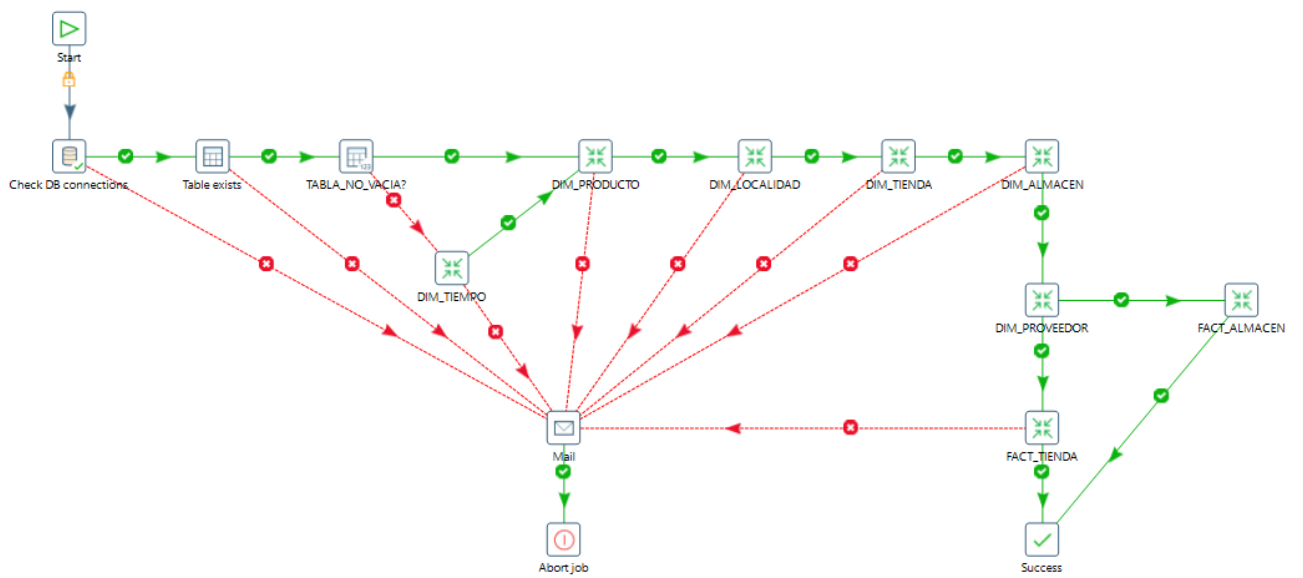 Start
Check DB connections
Table exists
123
TABLA_NO_VACIA?
DIM_PRODUCTO
DIM_LOCALIDAD
DIM_TIENDA
DIM_ALMACEN
DIM_TIEMPO
DIM_PROVEEDOR
FACT_ALMACEN
Mail
FACT_TIENDA
Abort job
Success